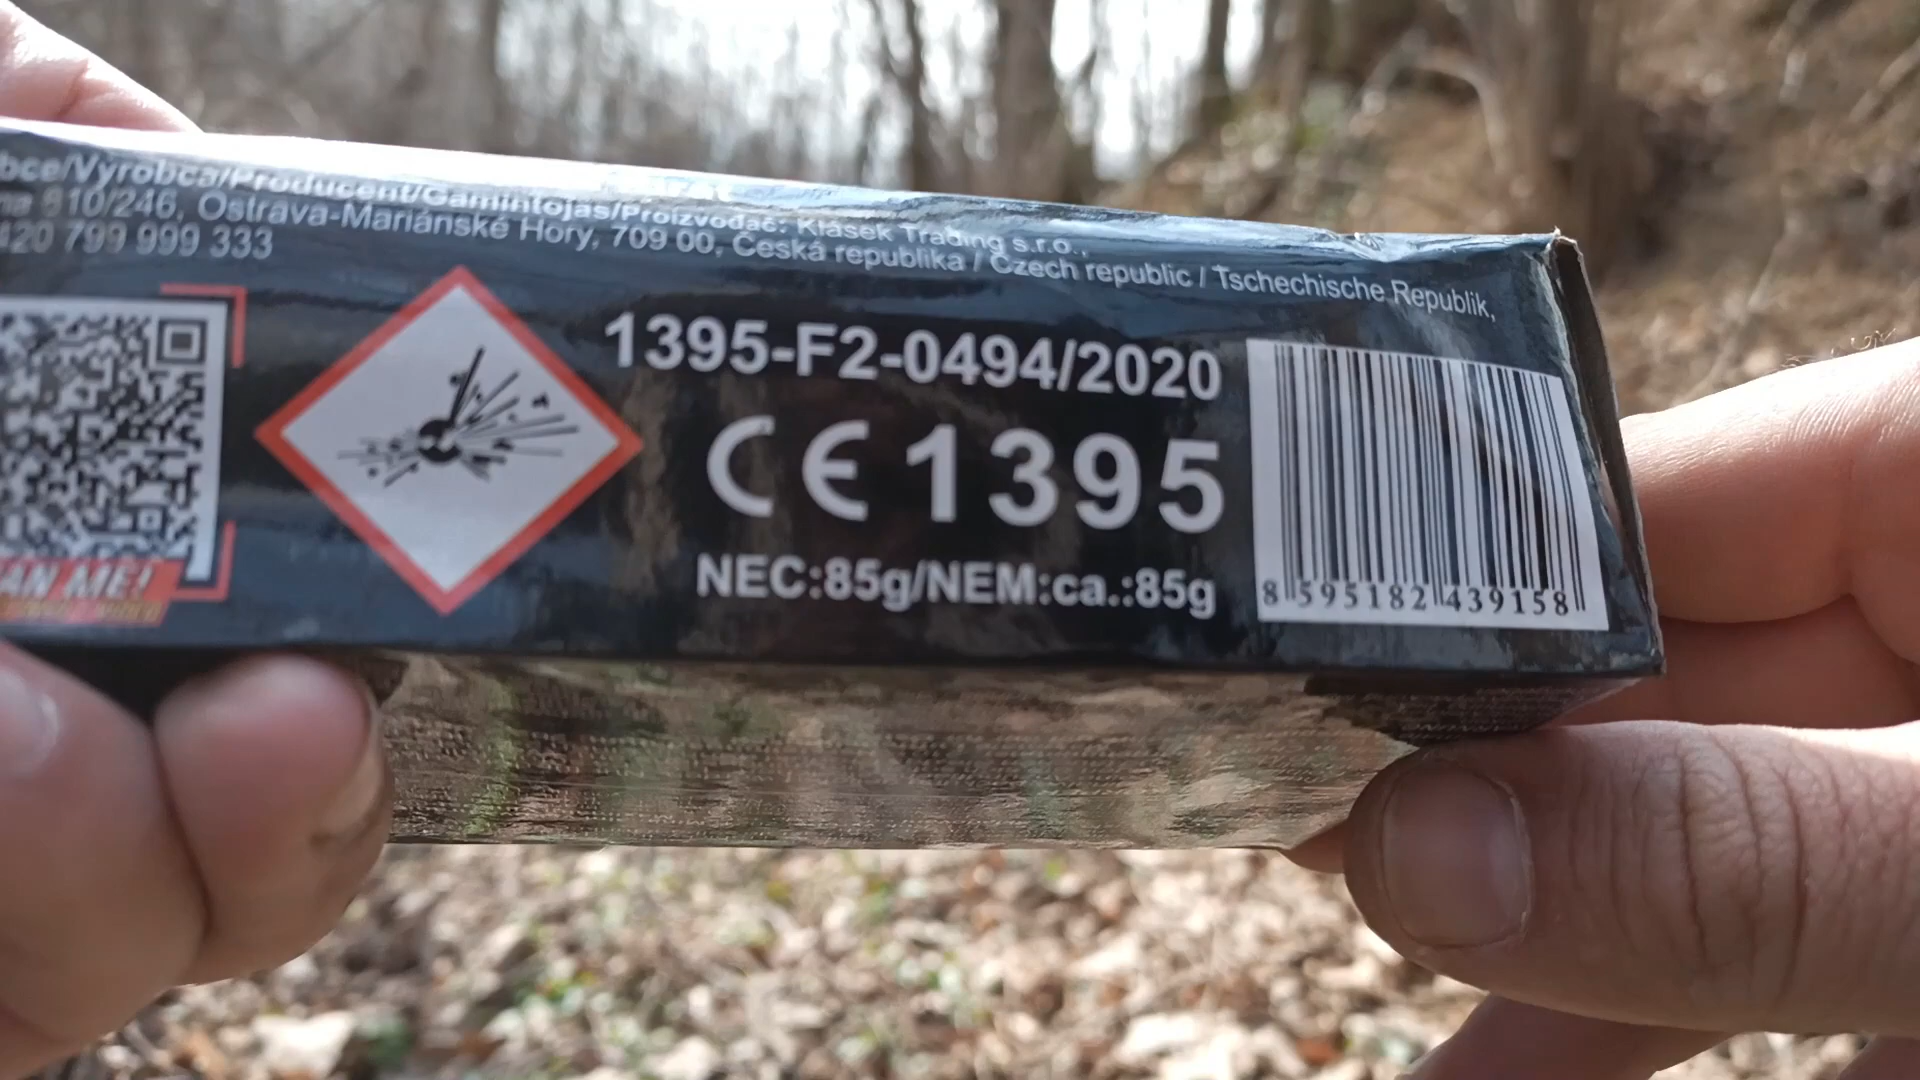 bce/Výrobca/Producent/Gamintojas/Proizvođač: Klásek Trading s.r.o.,
610/246, Ostrava-Mariánské Hory, 709 00, Česká republika / Czech republic / Tschechische Republik,
420 799 999 333
1395-F2-0494/2020
CE 1395
NEC:85g/NEM:ca.:85g
AN ME!
8 595182 439158